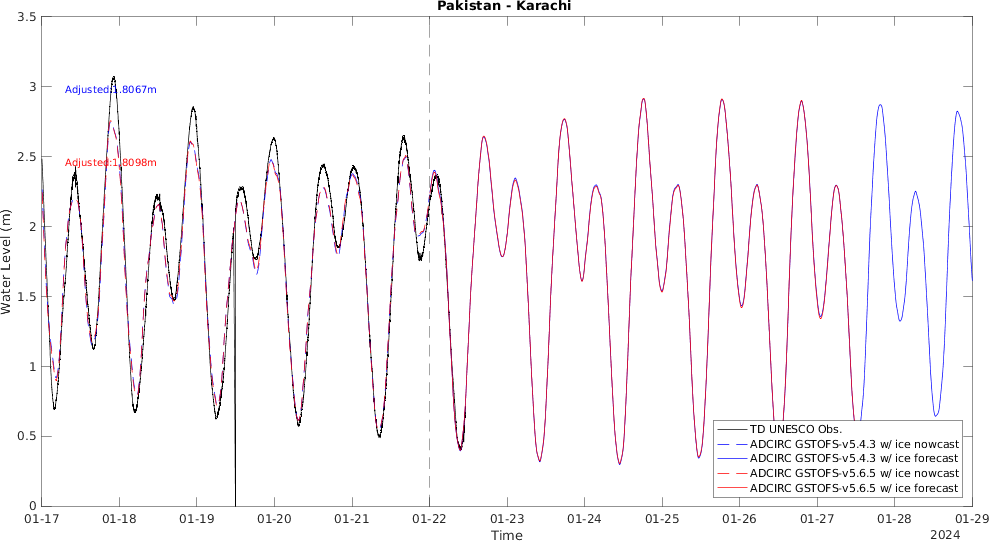 Pakistan - Karachi
3.5
3
2.5
2
1.5
1
0.5
0
Water Level (m)
Adjusted:1.8067m
Adjusted:1.8098m
TD UNESCO Obs.
ADCIRC GSTOFS-v5.4.3 w/ ice nowcast
ADCIRC GSTOFS-v5.4.3 w/ ice forecast
ADCIRC GSTOFS-v5.6.5 w/ ice nowcast
ADCIRC GSTOFS-v5.6.5 w/ ice forecast
01-17 01-18 01-19 01-20 01-21 01-22 01-23 01-24 01-25 01-26 01-27 01-28 01-29
Time
2024